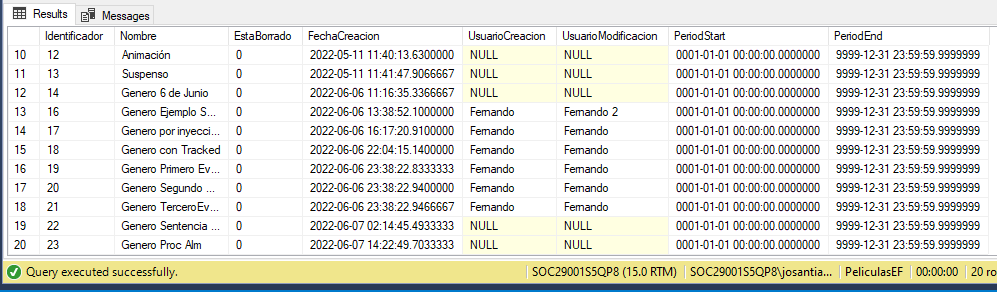 Results Messages
Identificador Nombre EstaBorrado FechaCreacion UsuarioCreacion UsuarioModificacion PeriodStart PeriodEnd
10 12 Animación 0 2022-05-11 11:40:13.6300000 NULL NULL 0001-01-01 00:00:00.0000000 9999-12-31 23:59:59.9999999
11 13 Suspenso 0 2022-05-11 11:41:47.9066667 NULL NULL 0001-01-01 00:00:00.0000000 9999-12-31 23:59:59.9999999
12 14 Genero 6 de Junio 0 2022-06-06 11:16:35.3366667 NULL NULL 0001-01-01 00:00:00.0000000 9999-12-31 23:59:59.9999999
13 16 Genero Ejemplo S... 0 2022-06-06 13:38:52.1000000 Fernando Fernando 2 0001-01-01 00:00:00.0000000 9999-12-31 23:59:59.9999999
14 17 Genero por inyecci... 0 2022-06-06 16:17:20.9100000 Fernando Fernando 0001-01-01 00:00:00.0000000 9999-12-31 23:59:59.9999999
15 18 Genero con Tracked 0 2022-06-06 22:04:15.1400000 Fernando Fernando 0001-01-01 00:00:00.0000000 9999-12-31 23:59:59.9999999
16 19 Genero Primero Ev... 0 2022-06-06 23:38:22.8333333 Fernando Fernando 0001-01-01 00:00:00.0000000 9999-12-31 23:59:59.9999999
17 20 Genero Segundo ... 0 2022-06-06 23:38:22.9400000 Fernando Fernando 0001-01-01 00:00:00.0000000 9999-12-31 23:59:59.9999999
18 21 Genero TerceroEv... 0 2022-06-06 23:38:22.9466667 Fernando Fernando 0001-01-01 00:00:00.0000000 9999-12-31 23:59:59.9999999
19 22 Genero Sentencia ... 0 2022-06-07 02:14:45.4933333 NULL NULL 0001-01-01 00:00:00.0000000 9999-12-31 23:59:59.9999999
20 23 Genero Proc Alm 0 2022-06-07 14:22:49.7033333 NULL NULL 0001-01-01 00:00:00.0000000 9999-12-31 23:59:59.9999999
Query executed successfully. SOC29001S5QP8 (15.0 RTM) SOC29001S5QP8\josantia... PeliculasEF 00:00:00 20 ro